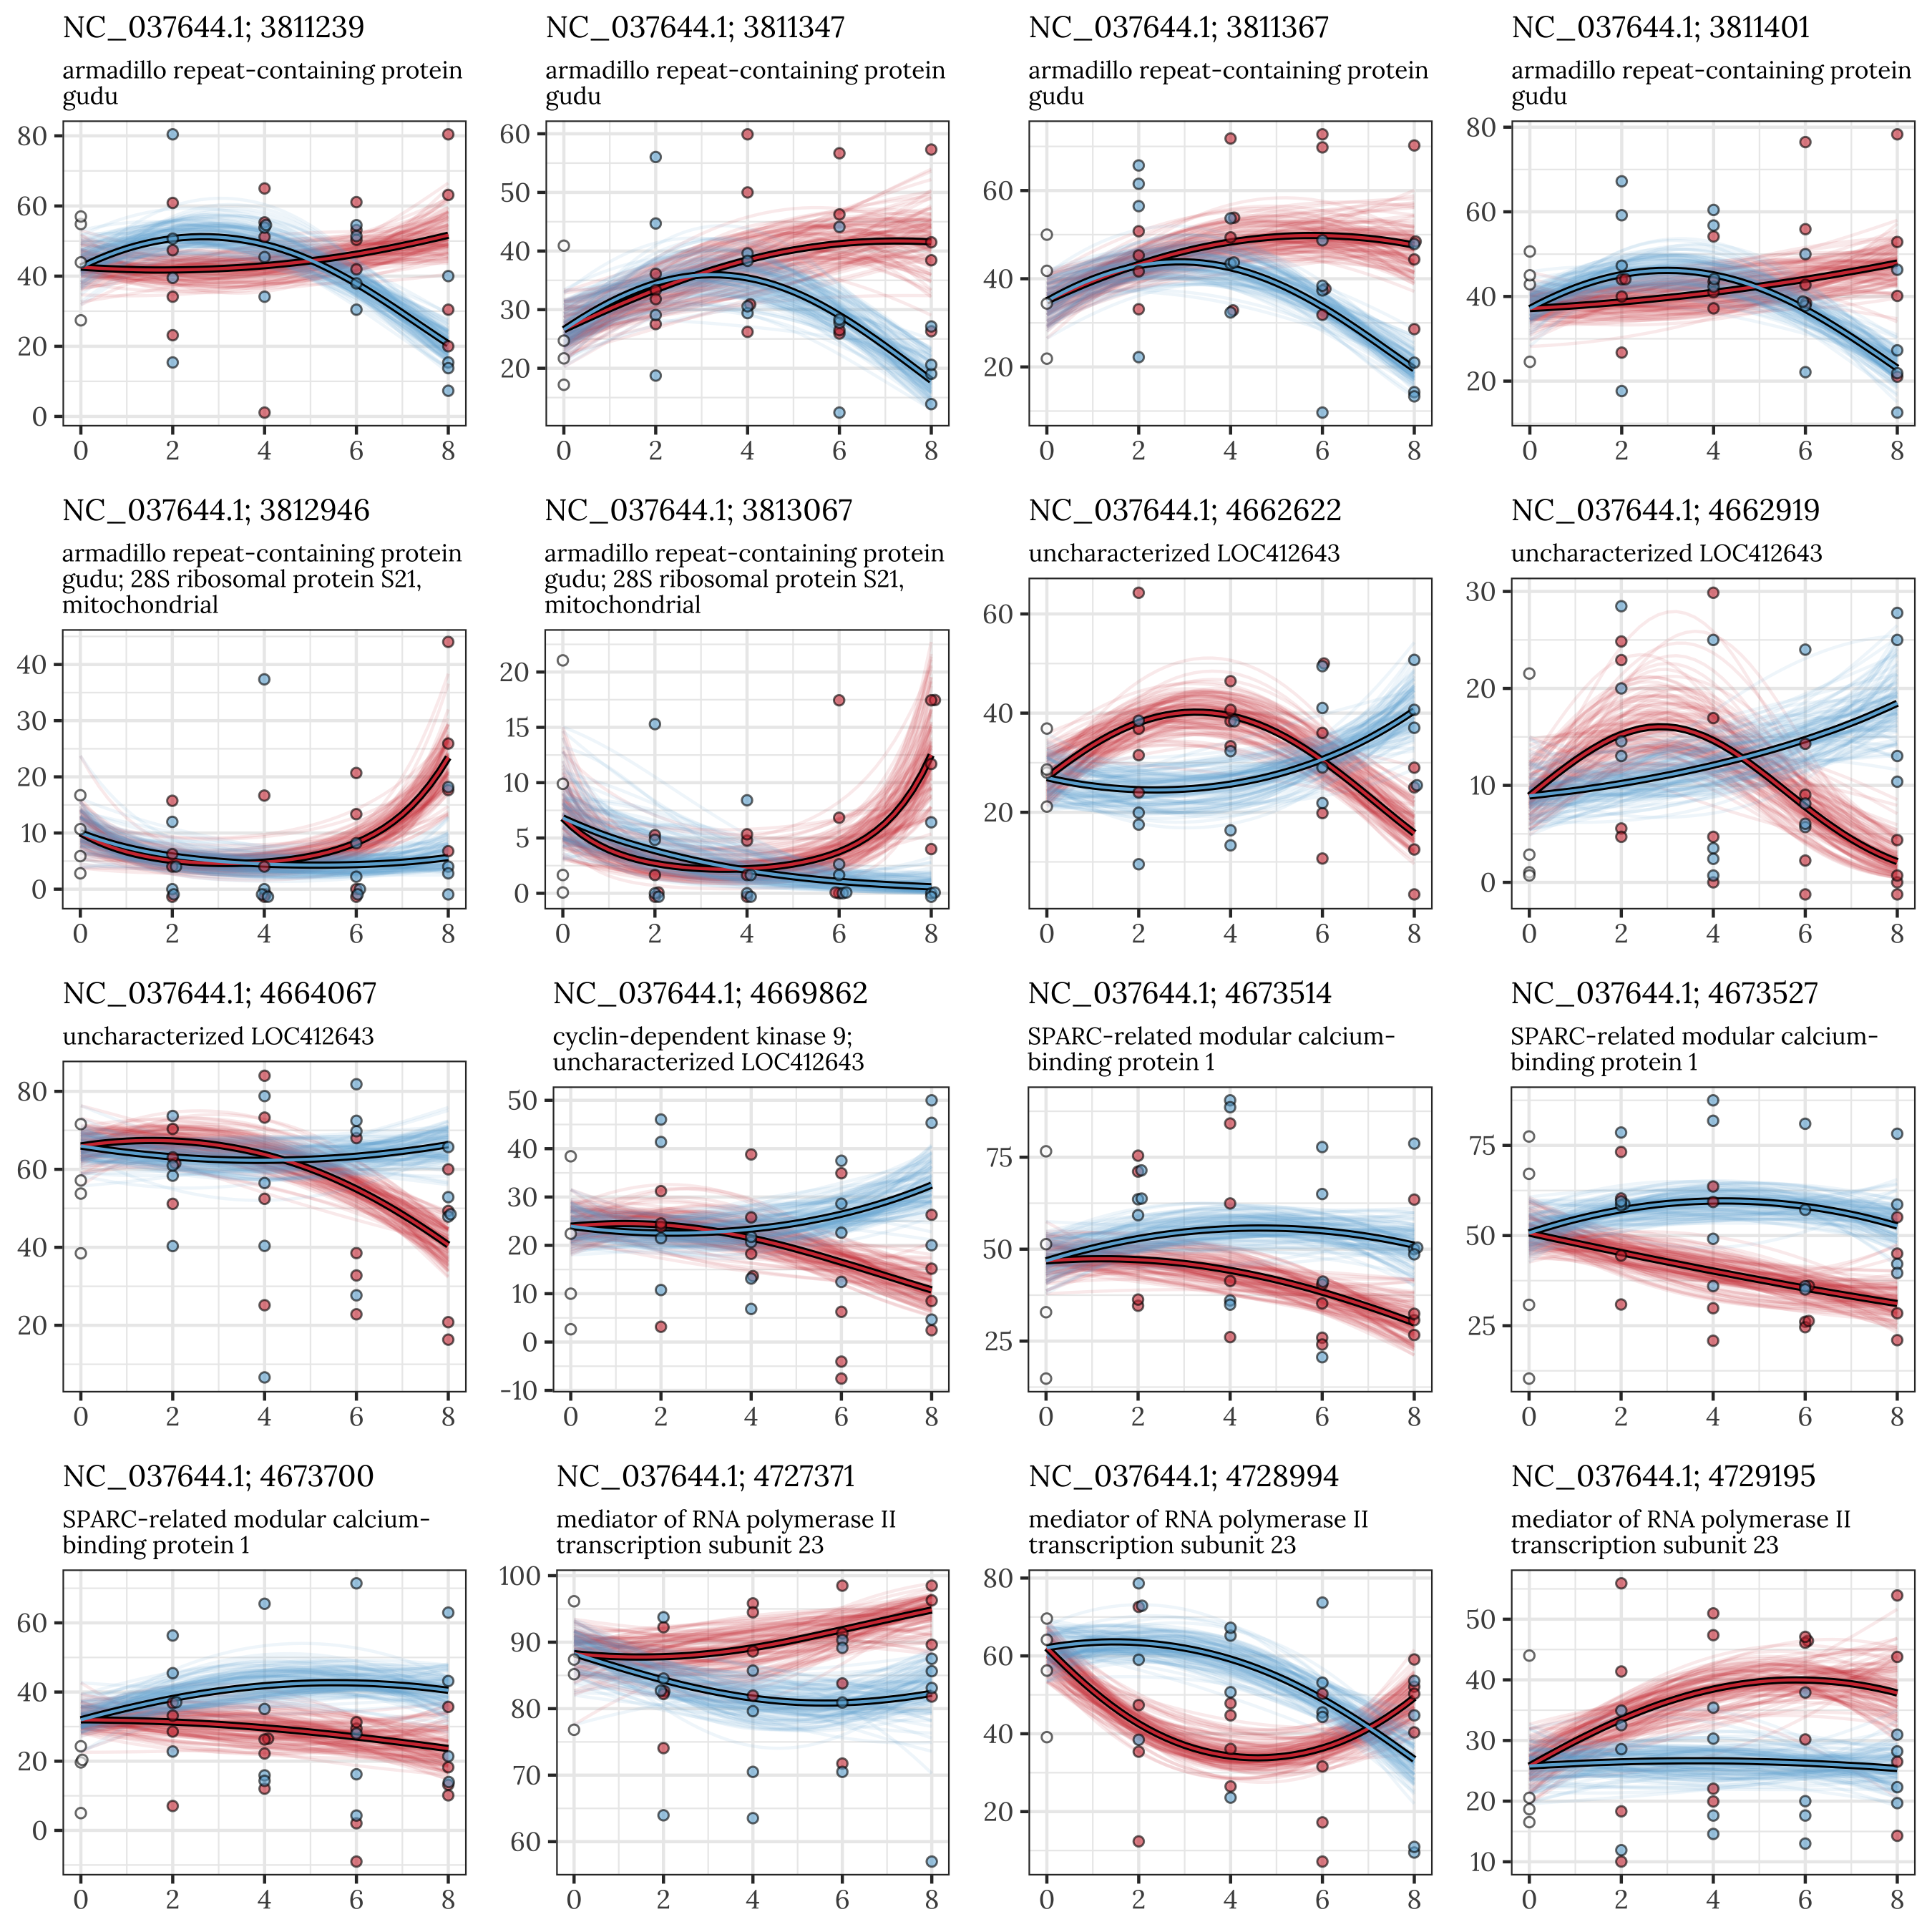 NC_037644.1; 3811239
armadillo repeat-containing protein
gudu
80
60
40
20
0
0 2 4 6 8
NC_037644.1; 3811347
armadillo repeat-containing protein
gudu
60
50
40
30
20
0 2 4 6 8
NC_037644.1; 3811367
armadillo repeat-containing protein
gudu
60
40
20
0 2 4 6 8
NC_037644.1; 3811401
armadillo repeat-containing protein
gudu
80
60
40
20
0 2 4 6 8
NC_037644.1; 3812946
armadillo repeat-containing protein
gudu; 28S ribosomal protein S21,
mitochondrial
40
30
20
10
0
0 2 4 6 8
NC_037644.1; 3813067
armadillo repeat-containing protein
gudu; 28S ribosomal protein S21,
mitochondrial
20
15
10
5
0
0 2 4 6 8
NC_037644.1; 4662622
uncharacterized LOC412643
60
40
20
0 2 4 6 8
NC_037644.1; 4662919
uncharacterized LOC412643
30
20
10
0
0 2 4 6 8
NC_037644.1; 4664067
uncharacterized LOC412643
80
60
40
20
0 2 4 6 8
NC_037644.1; 4669862
cyclin-dependent kinase 9;
uncharacterized LOC412643
50
40
30
20
10
0
-10
0 2 4 6 8
NC_037644.1; 4673514
SPARC-related modular calcium-
binding protein 1
75
50
25
0 2 4 6 8
NC_037644.1; 4673527
SPARC-related modular calcium-
binding protein 1
75
50
25
0 2 4 6 8
NC_037644.1; 4673700
SPARC-related modular calcium-
binding protein 1
60
40
20
0
0 2 4 6 8
NC_037644.1; 4727371
mediator of RNA polymerase II
transcription subunit 23
100
90
80
70
60
0 2 4 6 8
NC_037644.1; 4728994
mediator of RNA polymerase II
transcription subunit 23
80
60
40
20
0 2 4 6 8
NC_037644.1; 4729195
mediator of RNA polymerase II
transcription subunit 23
50
40
30
20
10
0 2 4 6 8